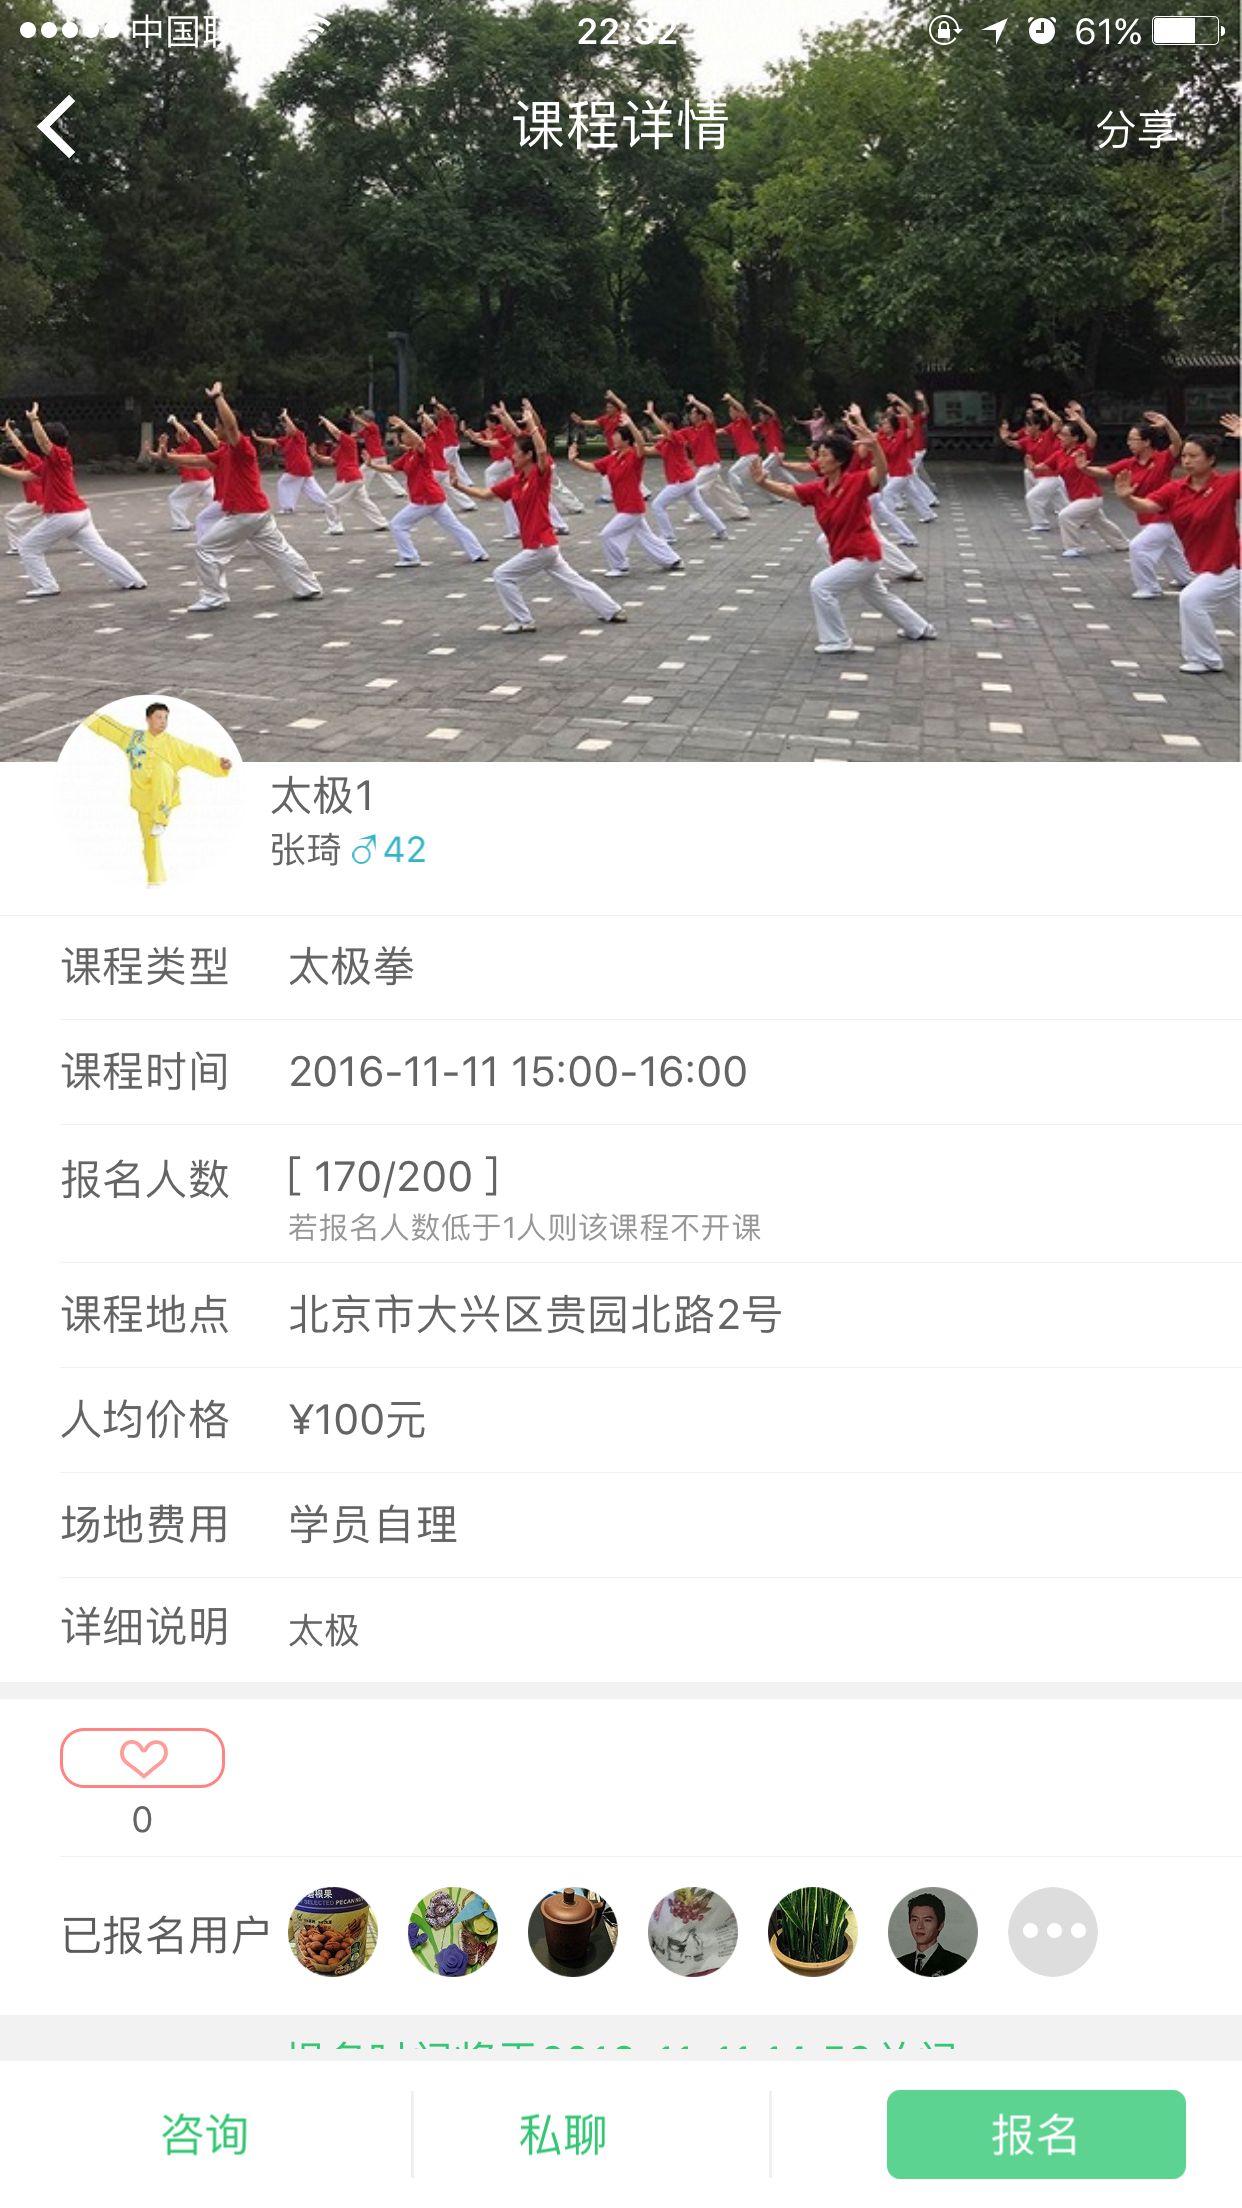 中国联 22:32 61%
课程详情
分享
太极1
张琦 ♂42
课程类型 太极拳
课程时间 2016-11-11 15:00-16:00
报名人数 [ 170/200 ]
若报名人数低于1人则该课程不开课
课程地点 北京市大兴区贵园北路2号
人均价格 ¥100元
场地费用 学员自理
详细说明 太极
0
已报名用户
SELECTED PECAN
咨询 私聊 报名